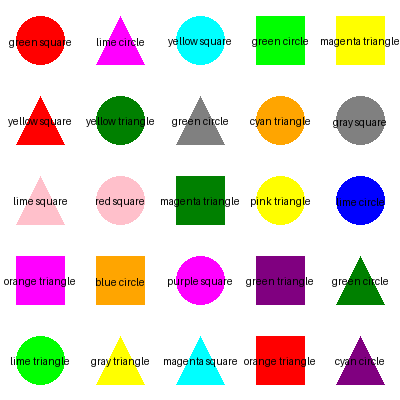 green square
lime circle
yellow square
green circle
magenta triangle
yellow square
yellow triangle
green circle
cyan triangle
gray square
lime square
red square
magenta triangle
pink triangle
lime circle
orange triangle
blue circle
purple square
green triangle
green circle
lime triangle
gray triangle
magenta square
orange triangle
cyan circle